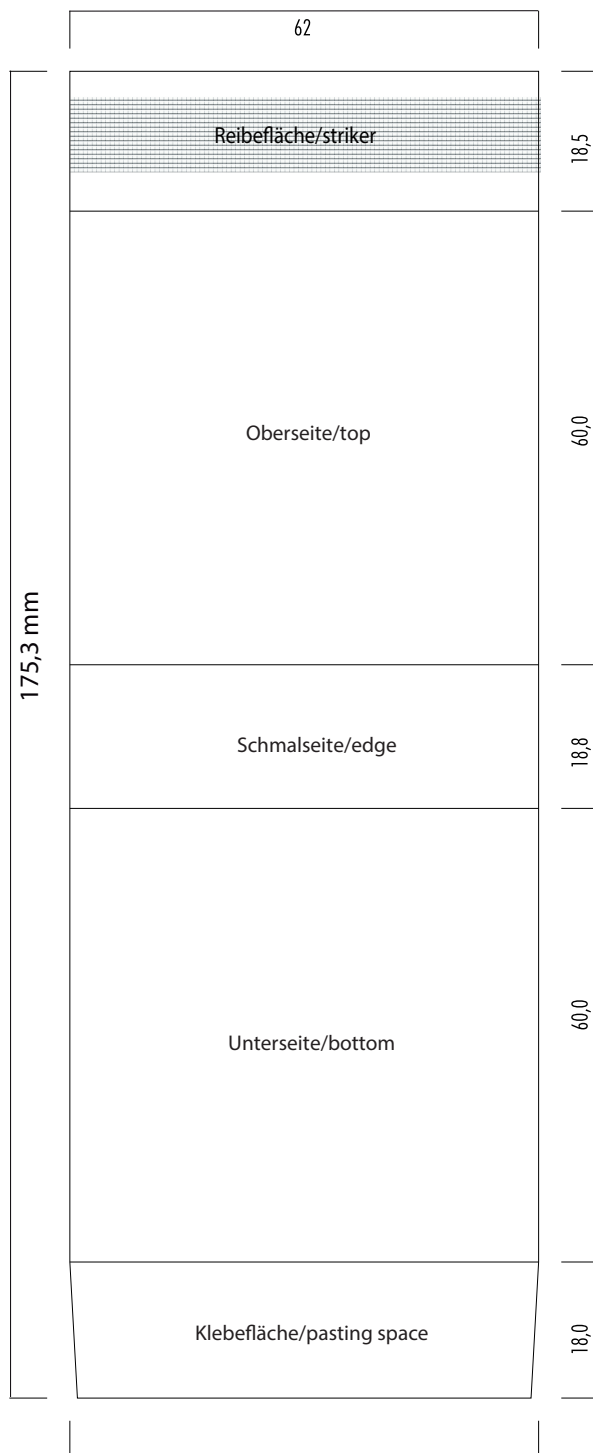 62
Reibefläche/striker
18,5
Oberseite/top
60,0
175,3 mm
Schmalseite/edge
18,8
Unterseite/bottom
60,0
Klebefläche/pasting space
18,0